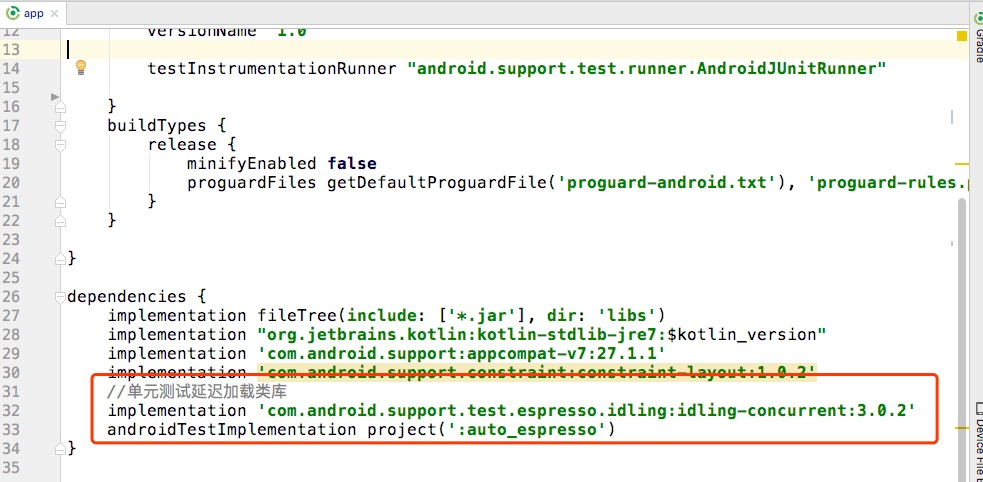 app
12 versionName "1.0"
13
14 testInstrumentationRunner "android.support.test.runner.AndroidJUnitRunner"
15
16 }
17 buildTypes {
18 release {
19 minifyEnabled false
20 proguardFiles getDefaultProguardFile('proguard-android.txt'), 'proguard-rules.p
21 }
22 }
23
24 }
25
26 dependencies {
27 implementation fileTree(include: ['*.jar'], dir: 'libs')
28 implementation "org.jetbrains.kotlin:kotlin-stdlib-jre7:$kotlin_version"
29 implementation 'com.android.support:appcompat-v7:27.1.1'
30 implementation 'com.android.support.constraint:constraint-layout:1.0.2'
31 //单元测试延迟加载类库
32 implementation 'com.android.support.test.espresso.idling:idling-concurrent:3.0.2'
33 androidTestImplementation project(':auto_espresso')
34 }
35
Gradle
Device File E